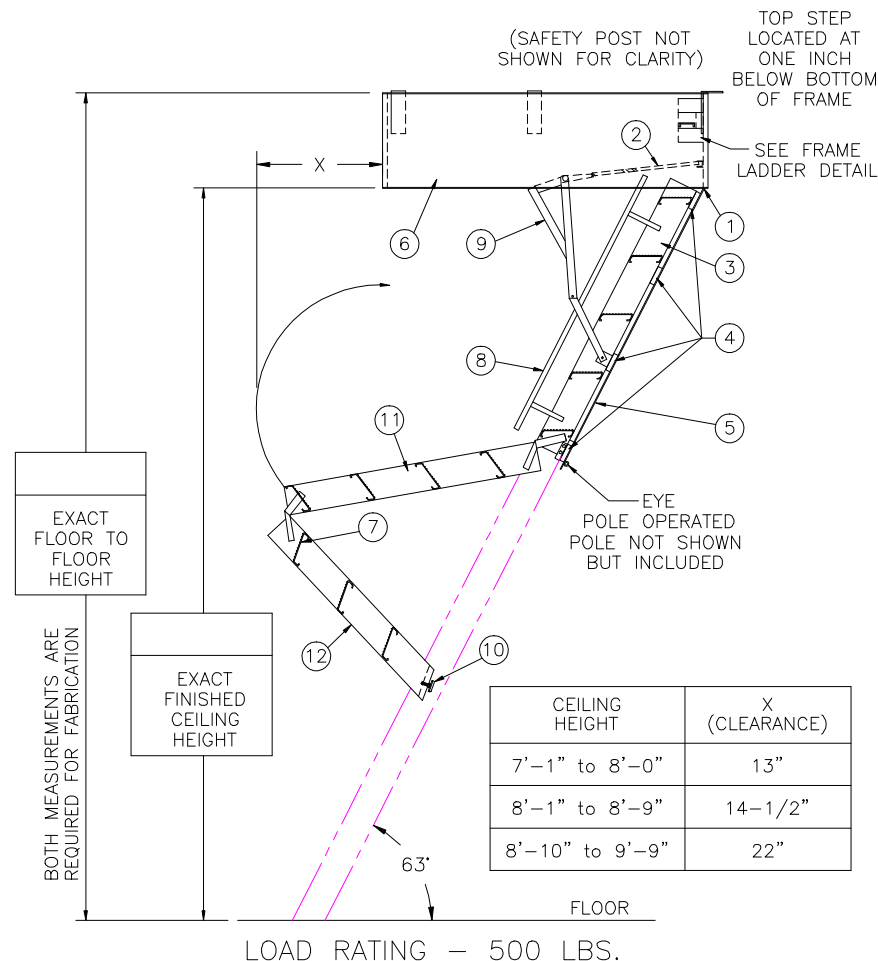 (SAFETY POST NOT
SHOWN FOR CLARITY)
TOP STEP
LOCATED AT
ONE INCH
BELOW BOTTOM
OF FRAME
2
SEE FRAME
LADDER DETAIL
X
6
9
1
3
4
8
5
11
EYE
POLE OPERATED
POLE NOT SHOWN
BUT INCLUDED
7
EXACT
FLOOR TO
FLOOR
HEIGHT
12
10
EXACT
FINISHED
CEILING
HEIGHT
BOTH MEASUREMENTS ARE
REQUIRED FOR FABRICATION
CEILING HEIGHT X (CLEARANCE)
7'-1" to 8'-0" 13"
8'-1" to 8'-9" 14-1/2"
8'-10" to 9'-9" 22"
63°
FLOOR
LOAD RATING - 500 LBS.